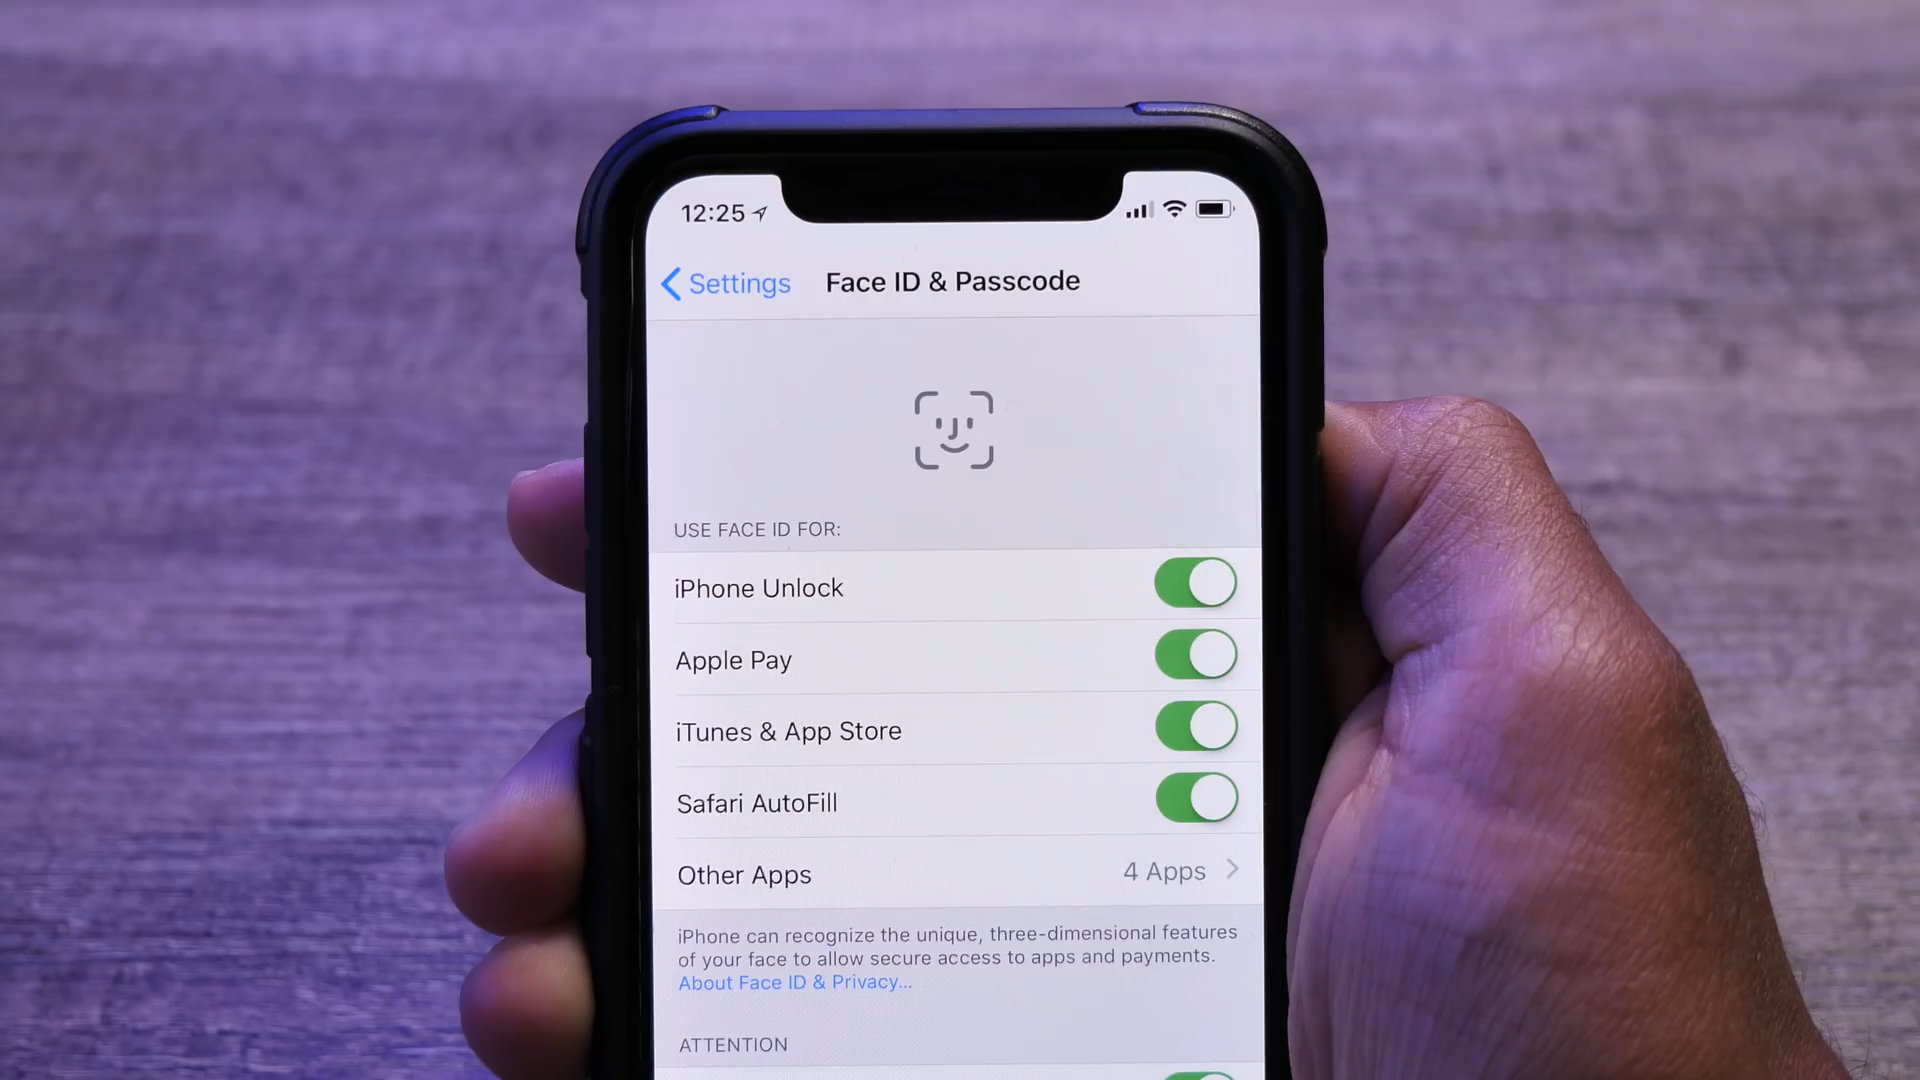 12:25
Settings
Face ID & Passcode
USE FACE ID FOR:
iPhone Unlock
Apple Pay
iTunes & App Store
Safari AutoFill
Other Apps 4 Apps
iPhone can recognize the unique, three-dimensional features
of your face to allow secure access to apps and payments.
About Face ID & Privacy...
ATTENTION